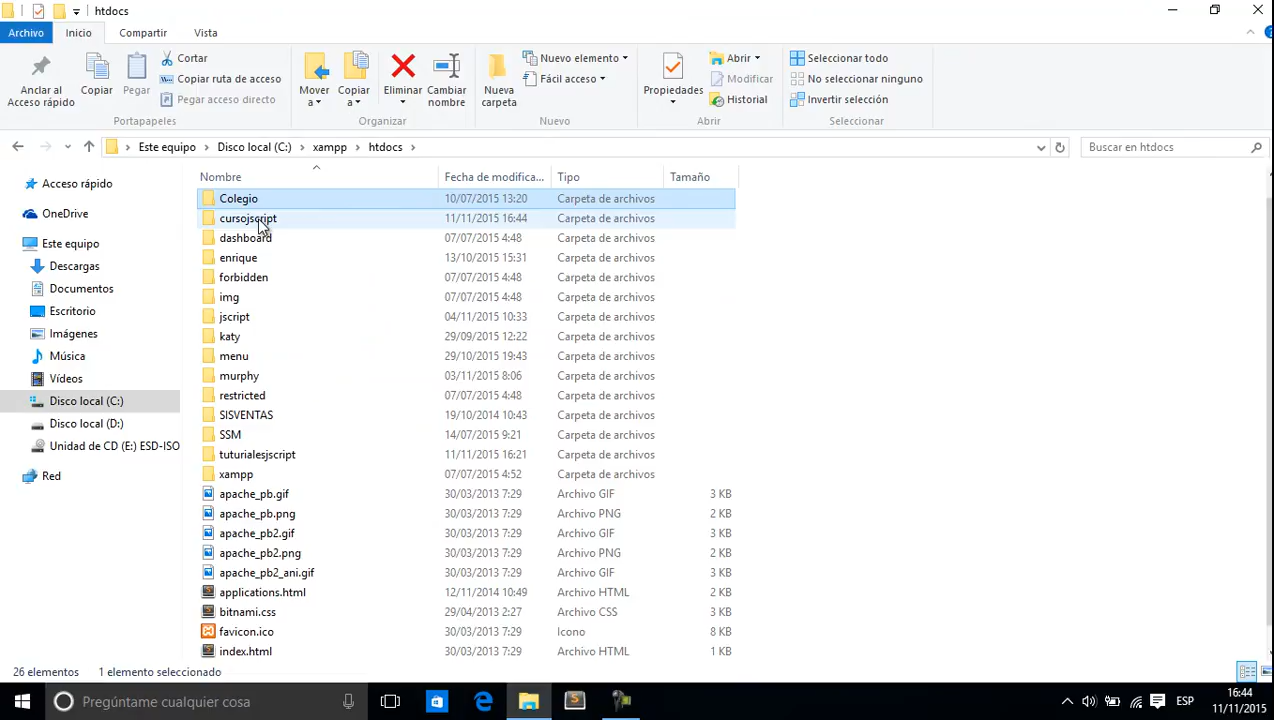 htdocs
Archivo Inicio Compartir Vista
Anclar al Acceso rápido
Copiar
Pegar
Cortar
Copiar ruta de acceso
Pegar acceso directo
Portapapeles
Mover a
Copiar a
Eliminar
Cambiar nombre
Organizar
Nueva carpeta
Nuevo elemento
Fácil acceso
Nuevo
Propiedades
Abrir
Modificar
Historial
Abrir
Seleccionar todo
No seleccionar ninguno
Invertir selección
Seleccionar
Este equipo Disco local (C:) xampp htdocs
Buscar en htdocs
Acceso rápido
OneDrive
Este equipo
Descargas
Documentos
Escritorio
Imágenes
Música
Vídeos
Disco local (C:)
Disco local (D:)
Unidad de CD (E:) ESD-ISO
Red
Nombre Fecha de modifica... Tipo Tamaño
Colegio 10/07/2015 13:20 Carpeta de archivos
cursojscript 11/11/2015 16:44 Carpeta de archivos
dashboard 07/07/2015 4:48 Carpeta de archivos
enrique 13/10/2015 15:31 Carpeta de archivos
forbidden 07/07/2015 4:48 Carpeta de archivos
img 07/07/2015 4:48 Carpeta de archivos
jscript 04/11/2015 10:33 Carpeta de archivos
katy 29/09/2015 12:22 Carpeta de archivos
menu 29/10/2015 19:43 Carpeta de archivos
murphy 03/11/2015 8:06 Carpeta de archivos
restricted 07/07/2015 4:48 Carpeta de archivos
SISVENTAS 19/10/2014 10:43 Carpeta de archivos
SSM 14/07/2015 9:21 Carpeta de archivos
tuturialesjscript 11/11/2015 16:21 Carpeta de archivos
xampp 07/07/2015 4:52 Carpeta de archivos
apache_pb.gif 30/03/2013 7:29 Archivo GIF 3 KB
apache_pb.png 30/03/2013 7:29 Archivo PNG 2 KB
apache_pb2.gif 30/03/2013 7:29 Archivo GIF 3 KB
apache_pb2.png 30/03/2013 7:29 Archivo PNG 2 KB
apache_pb2_ani.gif 30/03/2013 7:29 Archivo GIF 3 KB
applications.html 12/11/2014 10:49 Archivo HTML 2 KB
bitnami.css 29/04/2013 2:27 Archivo CSS 3 KB
favicon.ico 30/03/2013 7:29 Icono 8 KB
index.html 30/03/2013 7:29 Archivo HTML 1 KB
26 elementos 1 elemento seleccionado
Pregúntame cualquier cosa
ESP
16:44
11/11/2015